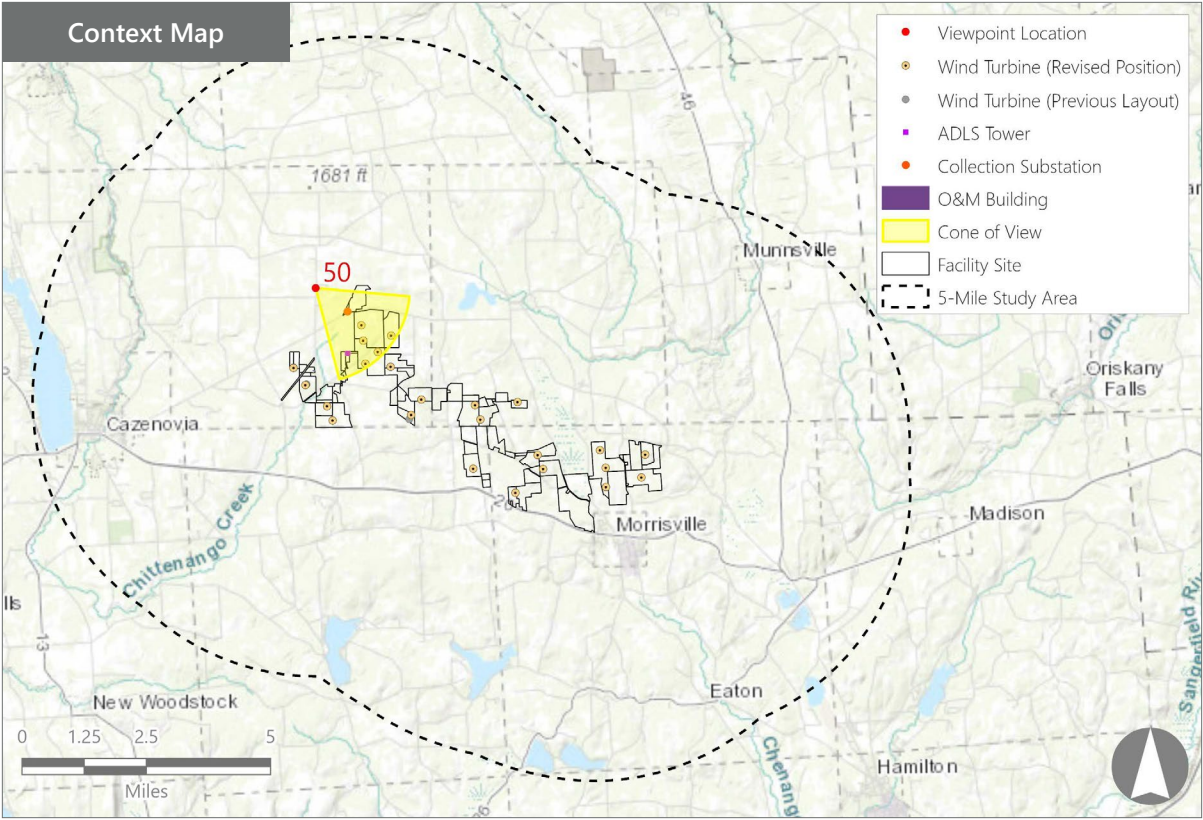 Context Map
Viewpoint Location
Wind Turbine (Revised Position)
Wind Turbine (Previous Layout)
ADLS Tower
Collection Substation
O&M Building
Cone of View
Facility Site
5-Mile Study Area
46
1681 ft
Munnsville
50
Oriskany
Falls
Cazenovia
20
Morrisville
Madison
Chittenango Creek
lls
13
New Woodstock
Eaton
Hamilton
0 1.25 2.5 5
Miles